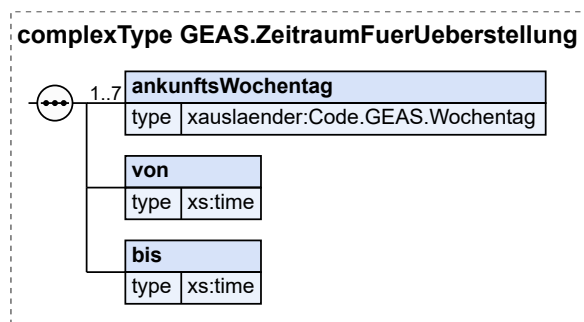 complexType GEAS.ZeitraumFuerUeberstellung
1..7 ankunftsWochentag
type xauslaender:Code.GEAS.Wochentag
von
type xs:time
bis
type xs:time